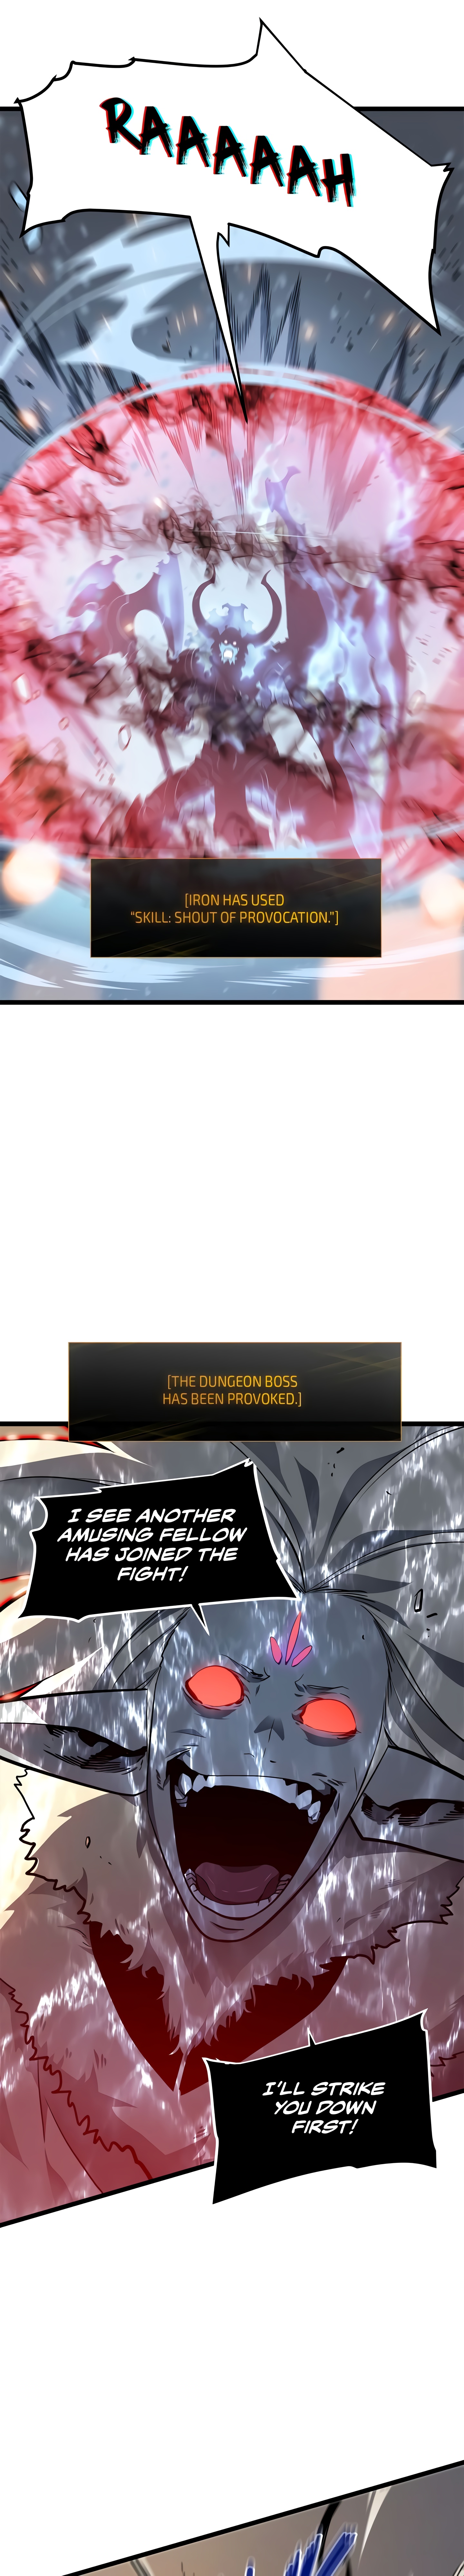 RAAAAAH
[IRON HAS USED
"SKILL: SHOUT OF PROVOCATION."]
[THE DUNGEON BOSS
HAS BEEN PROVOKED.]
I SEE ANOTHER
AMUSING FELLOW
HAS JOINED THE
FIGHT!
I'LL STRIKE
YOU DOWN
FIRST!